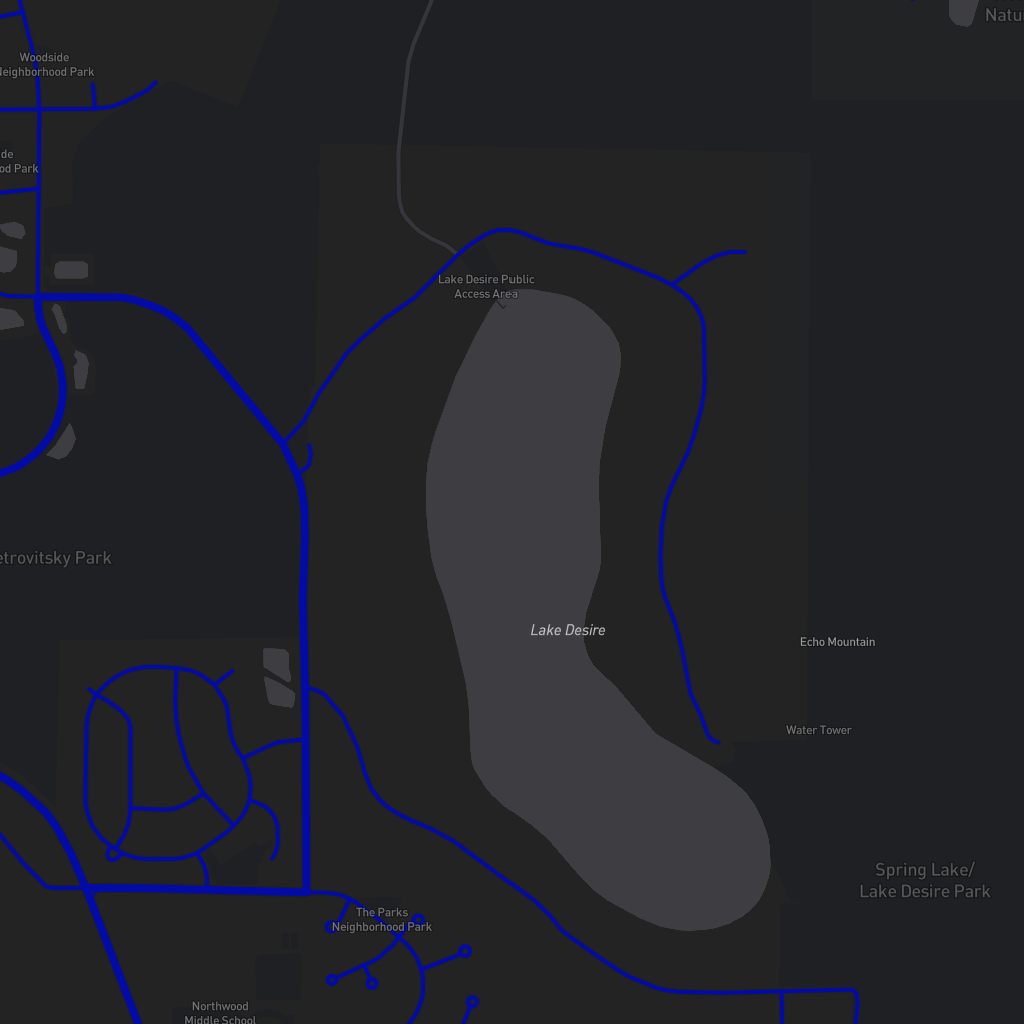 Natu
Woodside
Neighborhood Park
de
od Park
Lake Desire Public
Access Area
etrovitsky Park
Lake Desire
Echo Mountain
Water Tower
Spring Lake/
Lake Desire Park
The Parks
Neighborhood Park
Northwood
Middle School